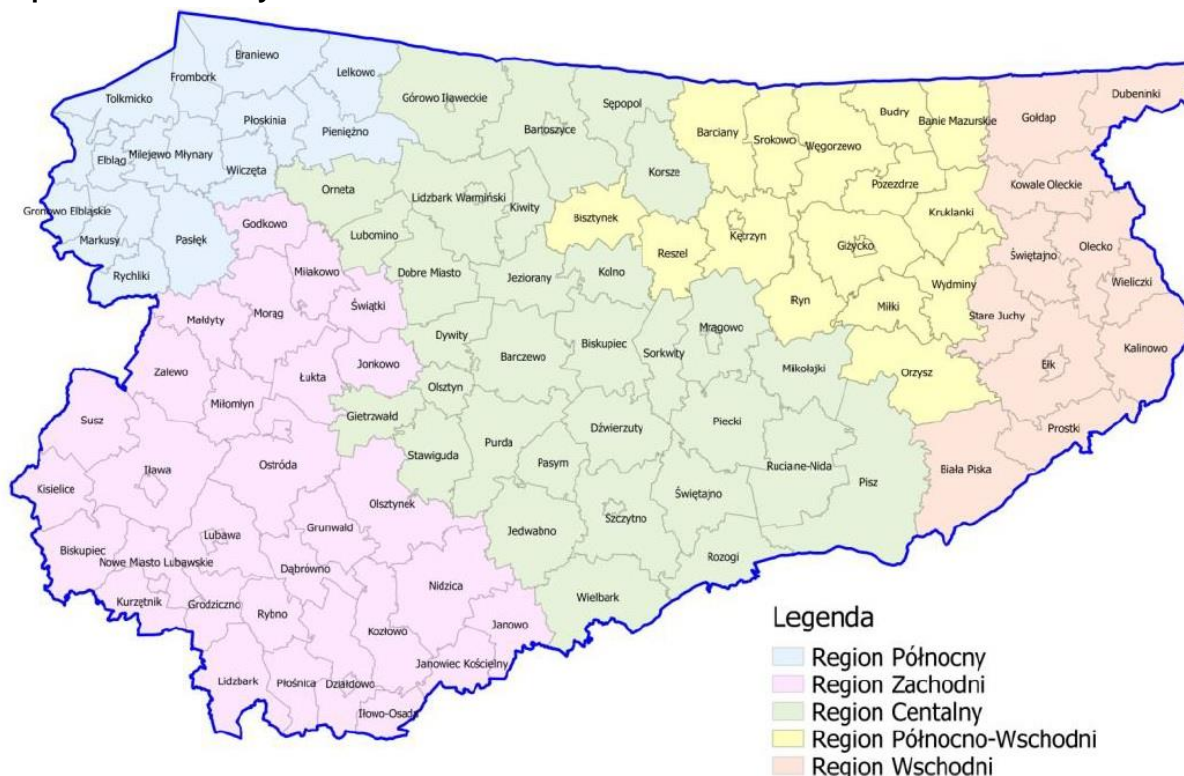 Braniewo
Lelkowo
Frombork
Tolkmicko
Płoskinia
Pieniężno
Elbląg
Milejewo
Młynary
Wilczęta
Gronowo Elbląskie
Markusy
Pasłęk
Rychliki
Górowo Iławeckie
Bartoszyce
Sępopol
Korsze
Orneta
Lidzbark Warmiński
Kiwity
Lubomino
Dobre Miasto
Jeziorany
Kolno
Bisztynek
Reszel
Barciany
Srokowo
Węgorzewo
Budry
Banie Mazurskie
Pozezdrze
Kruklanki
Kętrzyn
Giżycko
Ryn
Miłki
Wydminy
Orzysz
Gołdap
Dubeninki
Kowale Oleckie
Świętajno
Olecko
Wieliczki
Stare Juchy
Ełk
Kalinowo
Prostki
Biała Piska
Godkowo
Miłakowo
Świątki
Małdyty
Morąg
Zalewo
Łukta
Jonkowo
Miłomłyn
Susz
Iława
Ostróda
Kisielice
Olsztynek
Grunwald
Lubawa
Biskupiec
Nowe Miasto Lubawskie
Dąbrówno
Kurzętnik
Grodziczno
Rybno
Nidzica
Kozłowo
Janowo
Janowiec Kościelny
Lidzbark
Płośnica
Działdowo
Iłowo-Osada
Dywity
Barczewo
Biskupiec
Sorkwity
Mrągowo
Mikołajki
Olsztyn
Gietrzwałd
Stawiguda
Purda
Pasym
Dźwierzuty
Piecki
Ruciane-Nida
Pisz
Jedwabno
Szczytno
Świętajno
Rozogi
Wielbark
Legenda
Region Północny
Region Zachodni
Region Centalny
Region Północno-Wschodni
Region Wschodni